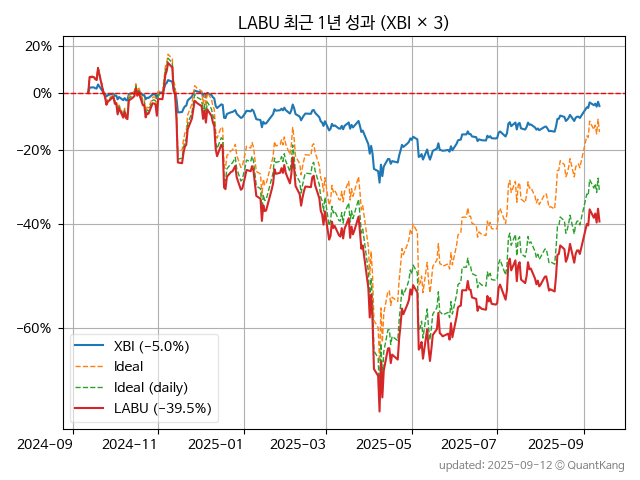 LABU 최근 1년 성과 (XBI × 3)
20%
0%
−20%
−40%
−60%
XBI (−5.0%)
Ideal
Ideal (daily)
LABU (−39.5%)
2024-09
2024-11
2025-01
2025-03
2025-05
2025-07
2025-09
updated: 2025-09-12 © QuantKang